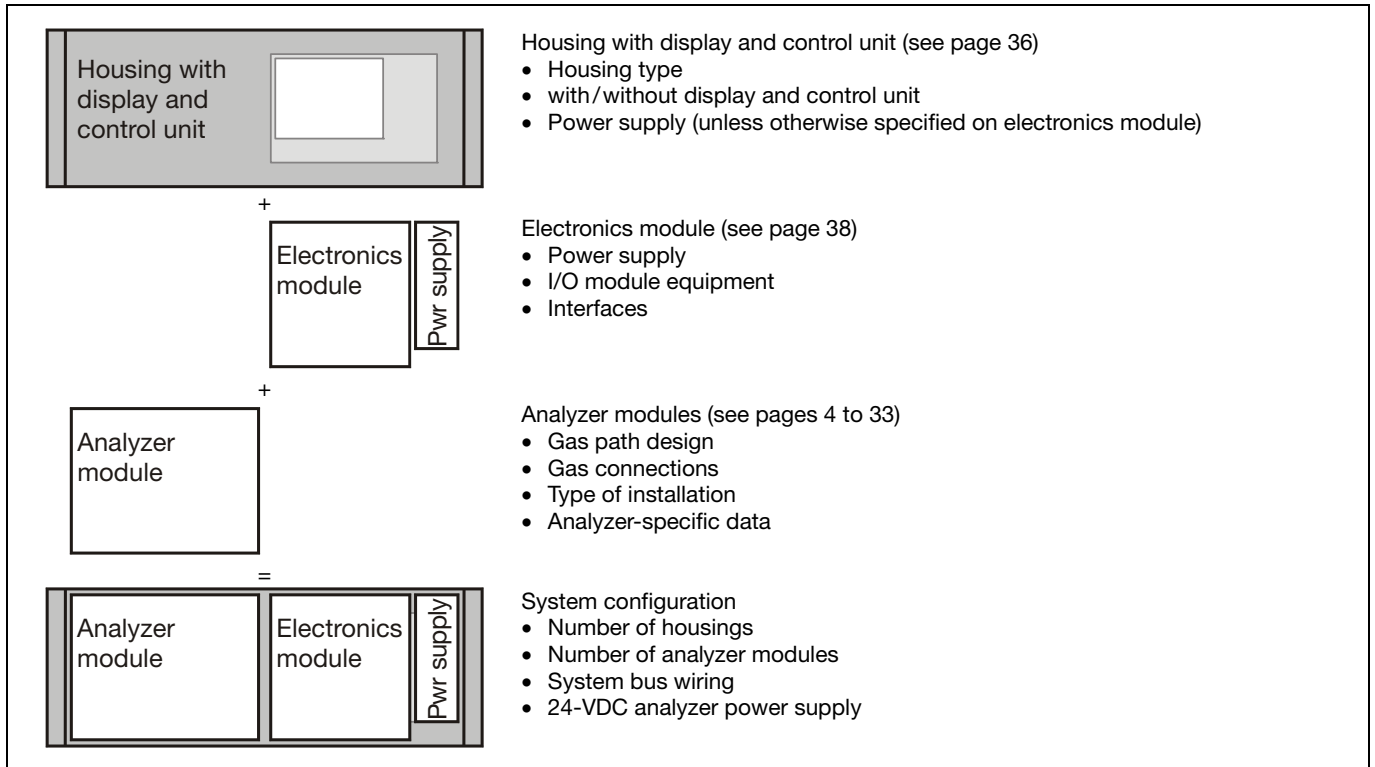 Housing with
display and
control unit
Housing with display and control unit (see page 36)
• Housing type
• with/without display and control unit
• Power supply (unless otherwise specified on electronics module)
+
Electronics
module
Pwr supply
Electronics module (see page 38)
• Power supply
• I/O module equipment
• Interfaces
+
Analyzer
module
Analyzer modules (see pages 4 to 33)
• Gas path design
• Gas connections
• Type of installation
• Analyzer-specific data
=
Analyzer
module
Electronics
module
Pwr supply
System configuration
• Number of housings
• Number of analyzer modules
• System bus wiring
• 24-VDC analyzer power supply